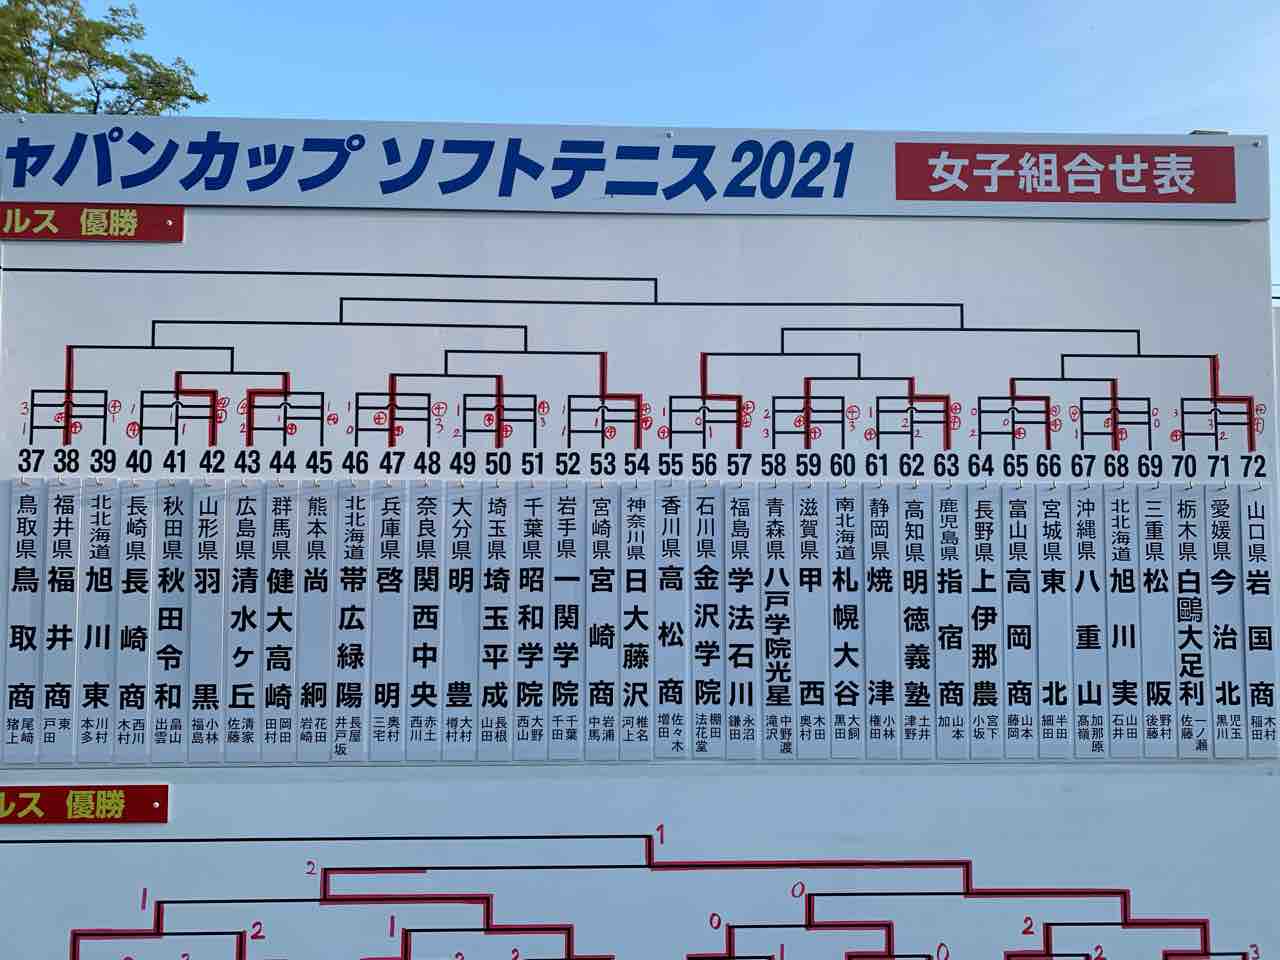 ャパンカップ ソフトテニス2021
女子組合せ表
ルス 優勝
37 38 39 40 41 42 43 44 45 46 47 48 49 50 51 52 53 54 55 56 57 58 59 60 61 62 63 64 65 66 67 68 69 70 71 72
鳥取県 鳥取商 尾崎 猪上
福井県 福井商 東 戸田
北北海道 旭川東 川村 本多
長崎県 長崎商 西川 木村
秋田県 秋田令和 畠山 出雲
山形県 羽黒 小林 福島
広島県 清水ヶ丘 清家 佐藤
群馬県 健大高崎 岡田 田村
熊本県 尚絅 花田 岩崎
北北海道 帯広緑陽 長屋 井戸坂
兵庫県 啓明 奥村 三宅
奈良県 関西中央 赤土 西川
大分県 明豊 大村 樽村
埼玉県 埼玉平成 長根 山田
千葉県 昭和学院 大野 西山
岩手県 一関学院 千葉 千田
宮崎県 宮崎商 岩浦 中馬
神奈川県 日大藤沢 椎名 河上
香川県 高松商 佐々木 増田
石川県 金沢学院 棚田 法花堂
福島県 学法石川 永沼 鎌田
青森県 八戸学院光星 中野渡 滝沢
滋賀県 甲西 木田 奥村
南北海道 札幌大谷 大飼 黒田
静岡県 焼津 小林 権田
高知県 明徳義塾 土井 津野
鹿児島県 指宿商 山本 加
長野県 上伊那農 宮下 小坂
富山県 高岡商 山本 藤岡
宮城県 東北 半田 細田
沖縄県 八重山 加那原 髙嶺
北北海道 旭川実 山田 石井
三重県 松阪 野村 後藤
栃木県 白鷗大足利 一ノ瀬 佐藤
愛媛県 今治北 児玉 黒川
山口県 岩国商 木村 稲田
ルス 優勝
1
2
0
1
2
1
0
2